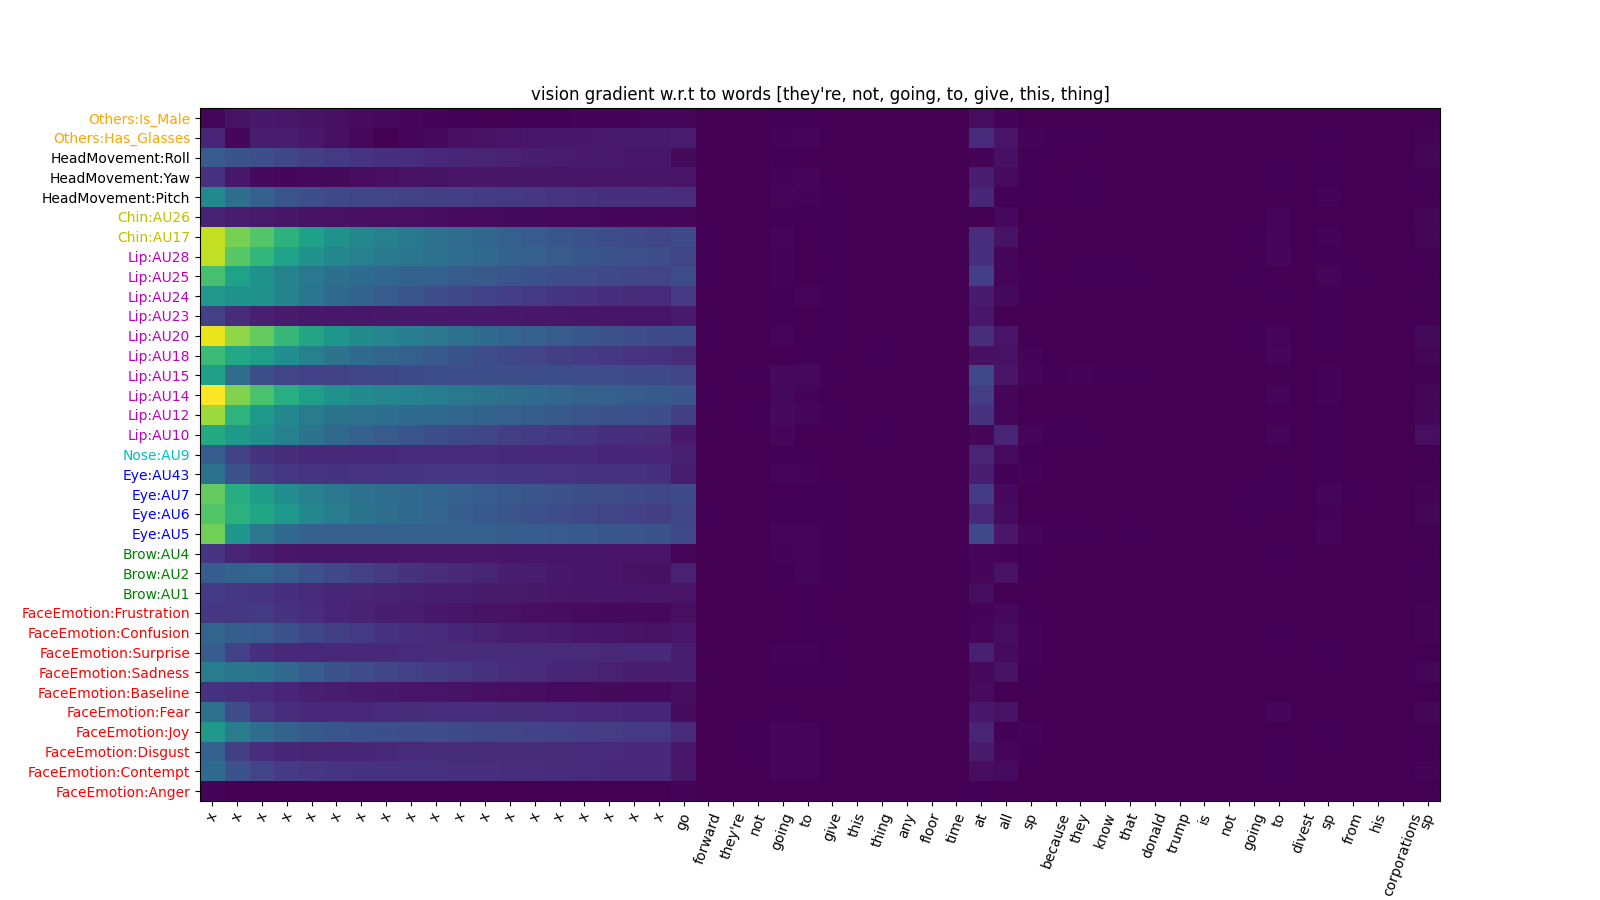 vision gradient w.r.t to words [they're, not, going, to, give, this, thing]
Others:Is_Male
Others:Has_Glasses
HeadMovement:Roll
HeadMovement:Yaw
HeadMovement:Pitch
Chin:AU26
Chin:AU17
Lip:AU28
Lip:AU25
Lip:AU24
Lip:AU23
Lip:AU20
Lip:AU18
Lip:AU15
Lip:AU14
Lip:AU12
Lip:AU10
Nose:AU9
Eye:AU43
Eye:AU7
Eye:AU6
Eye:AU5
Brow:AU4
Brow:AU2
Brow:AU1
FaceEmotion:Frustration
FaceEmotion:Confusion
FaceEmotion:Surprise
FaceEmotion:Sadness
FaceEmotion:Baseline
FaceEmotion:Fear
FaceEmotion:Joy
FaceEmotion:Disgust
FaceEmotion:Contempt
FaceEmotion:Anger
x x x x x x x x x x x x x x x x x x x go forward they're not going to give this thing any floor time at all sp because they know that donald trump is not going to divest sp from his corporations sp